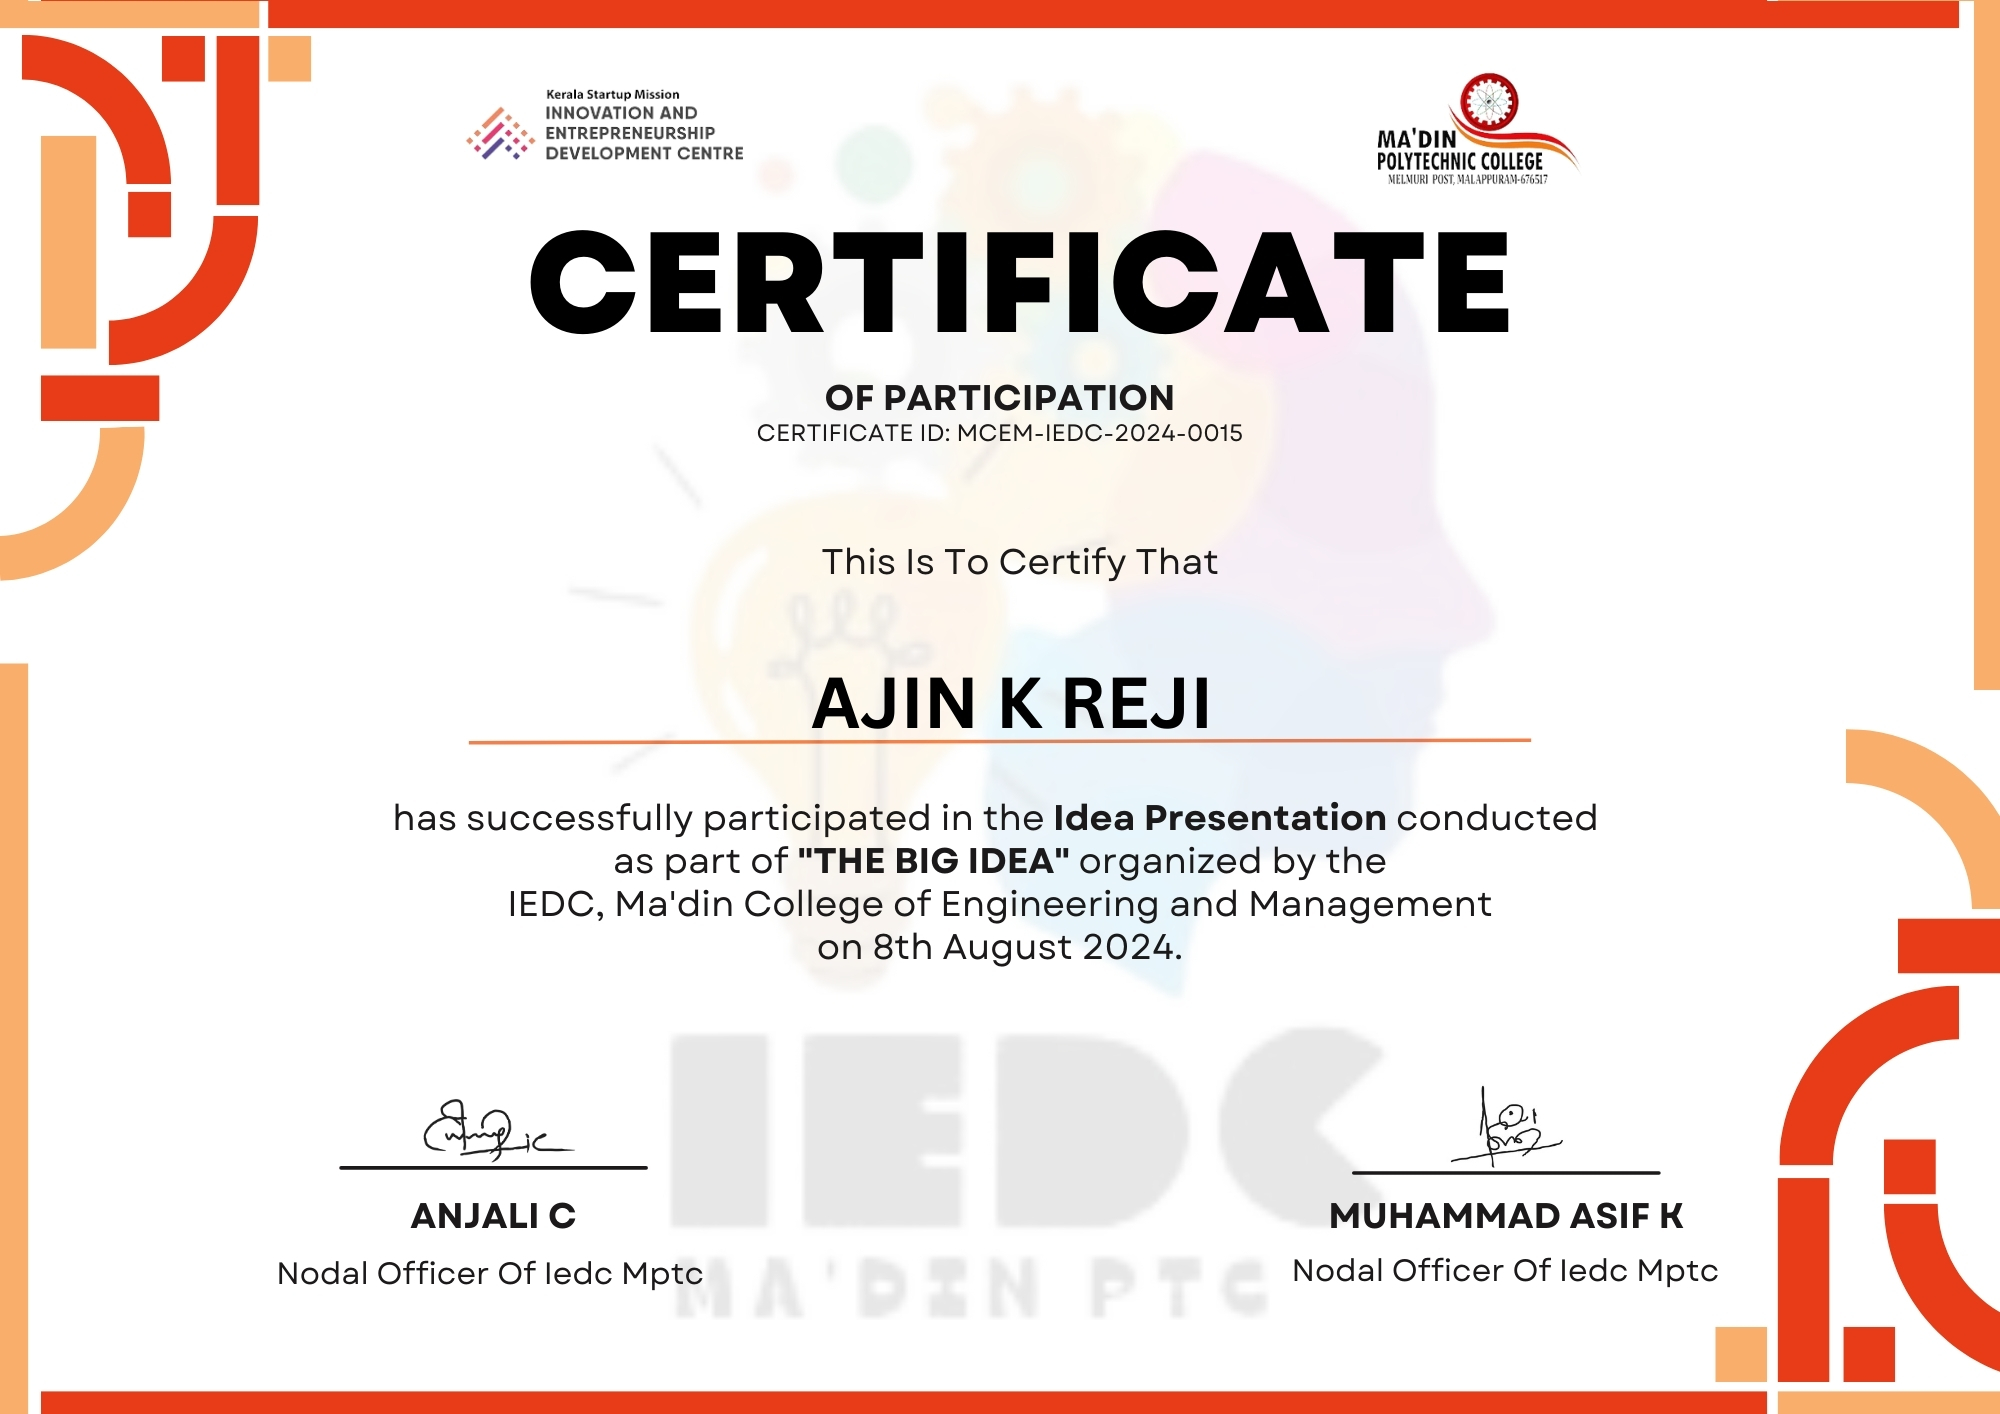 Kerala Startup Mission
INNOVATION AND
ENTREPRENEURSHIP
DEVELOPMENT CENTRE
MA'DIN
POLYTECHNIC COLLEGE
MELMURI POST, MALAPPURAM-676517
CERTIFICATE
OF PARTICIPATION
CERTIFICATE ID: MCEM-IEDC-2024-0015
This Is To Certify That
AJIN K REJI
has successfully participated in the Idea Presentation conducted
as part of "THE BIG IDEA" organized by the
IEDC, Ma'din College of Engineering and Management
on 8th August 2024.
IEDC
MA'DIN PTC
ANJALI C
Nodal Officer Of Iedc Mptc
MUHAMMAD ASIF K
Nodal Officer Of Iedc Mptc